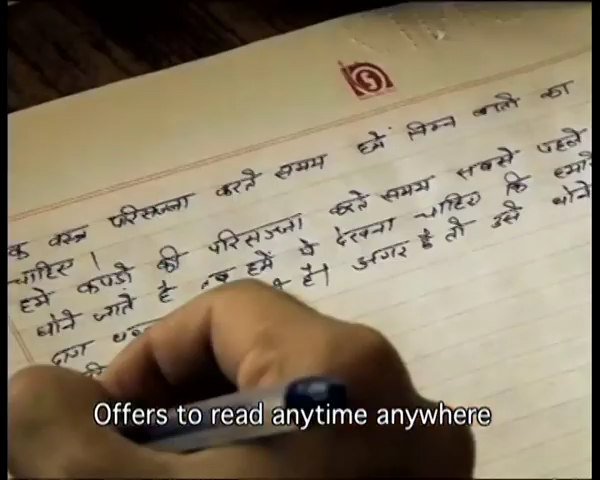 क वस्त्र परिसज्जा करते समय हमें निम्न बातों का
चाहिए ।
हमें कपड़ो की परिसज्जा करते समय सबसे पहले
धोने जाते है हमें ये देखना चाहिए कि हमारे
है। अगर है तो उसे धोने
दाग
Offers to read anytime anywhere